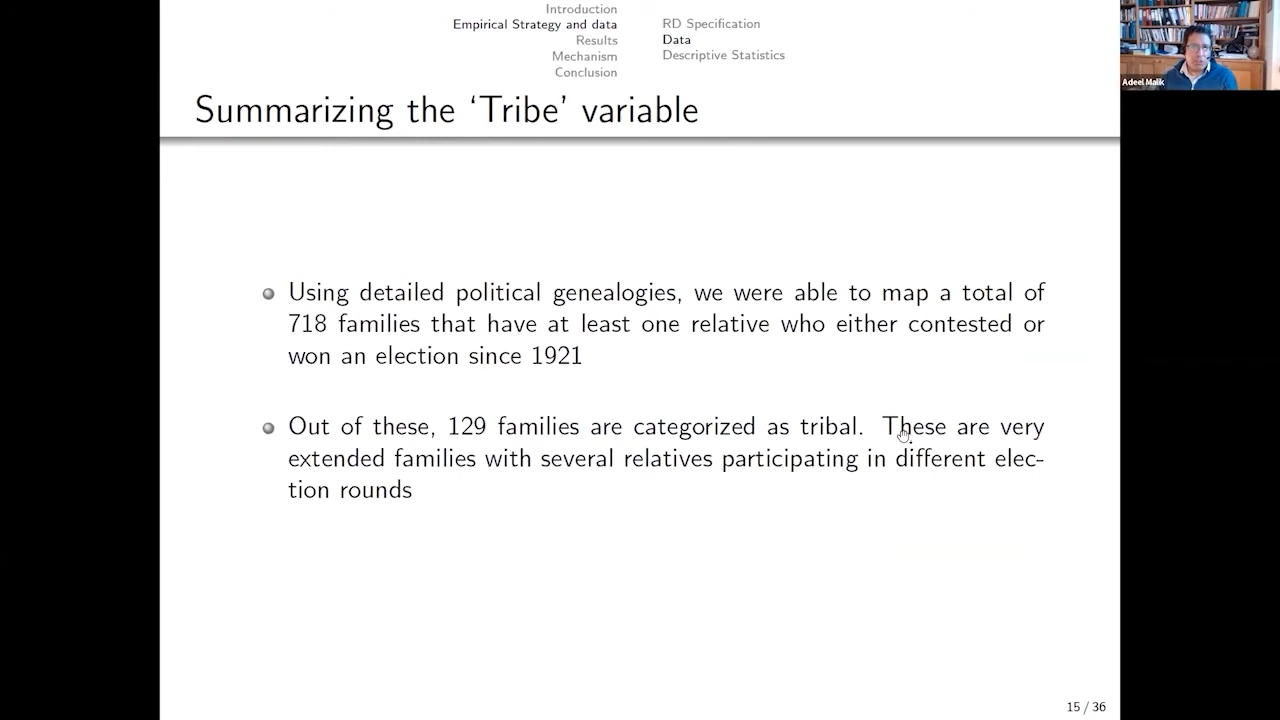 Introduction
Empirical Strategy and data
Results
Mechanism
Conclusion
RD Specification
Data
Descriptive Statistics
Adeel Malik
Summarizing the ‘Tribe’ variable
Using detailed political genealogies, we were able to map a total of
718 families that have at least one relative who either contested or
won an election since 1921
Out of these, 129 families are categorized as tribal. These are very
extended families with several relatives participating in different elec-
tion rounds
15 / 36